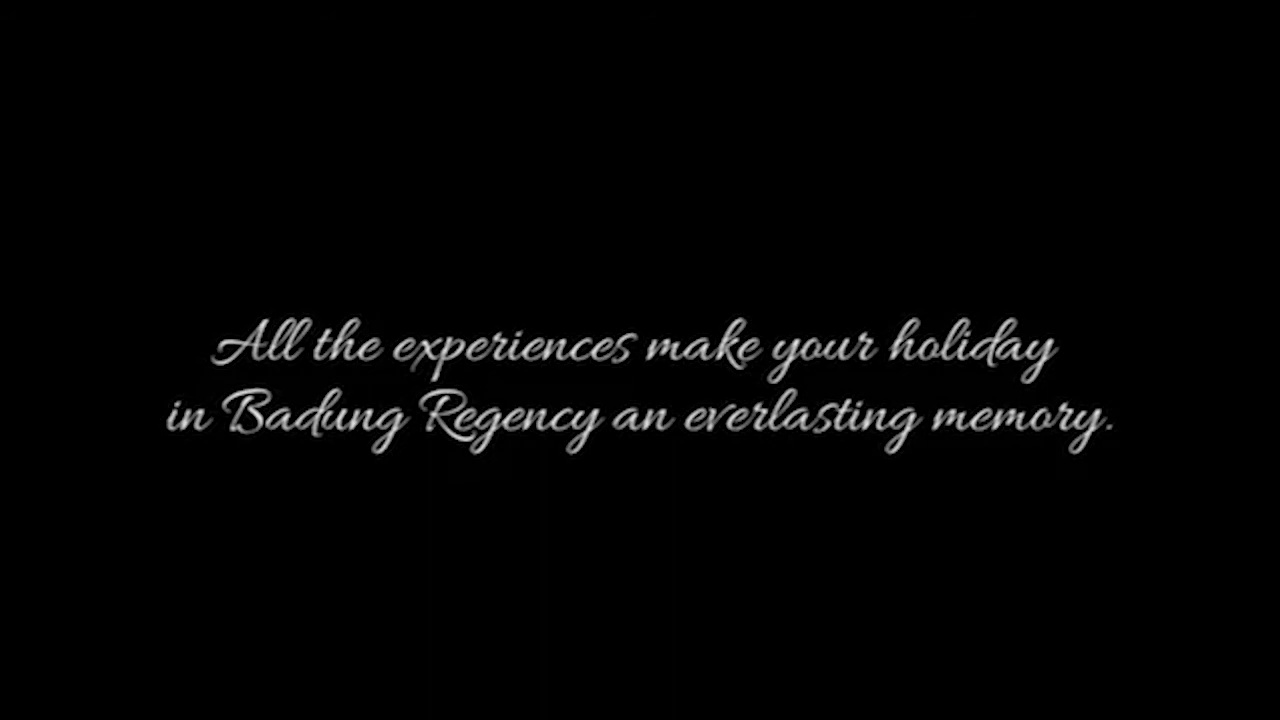 All the experiences make your holiday
in Badung Regency an everlasting memory.